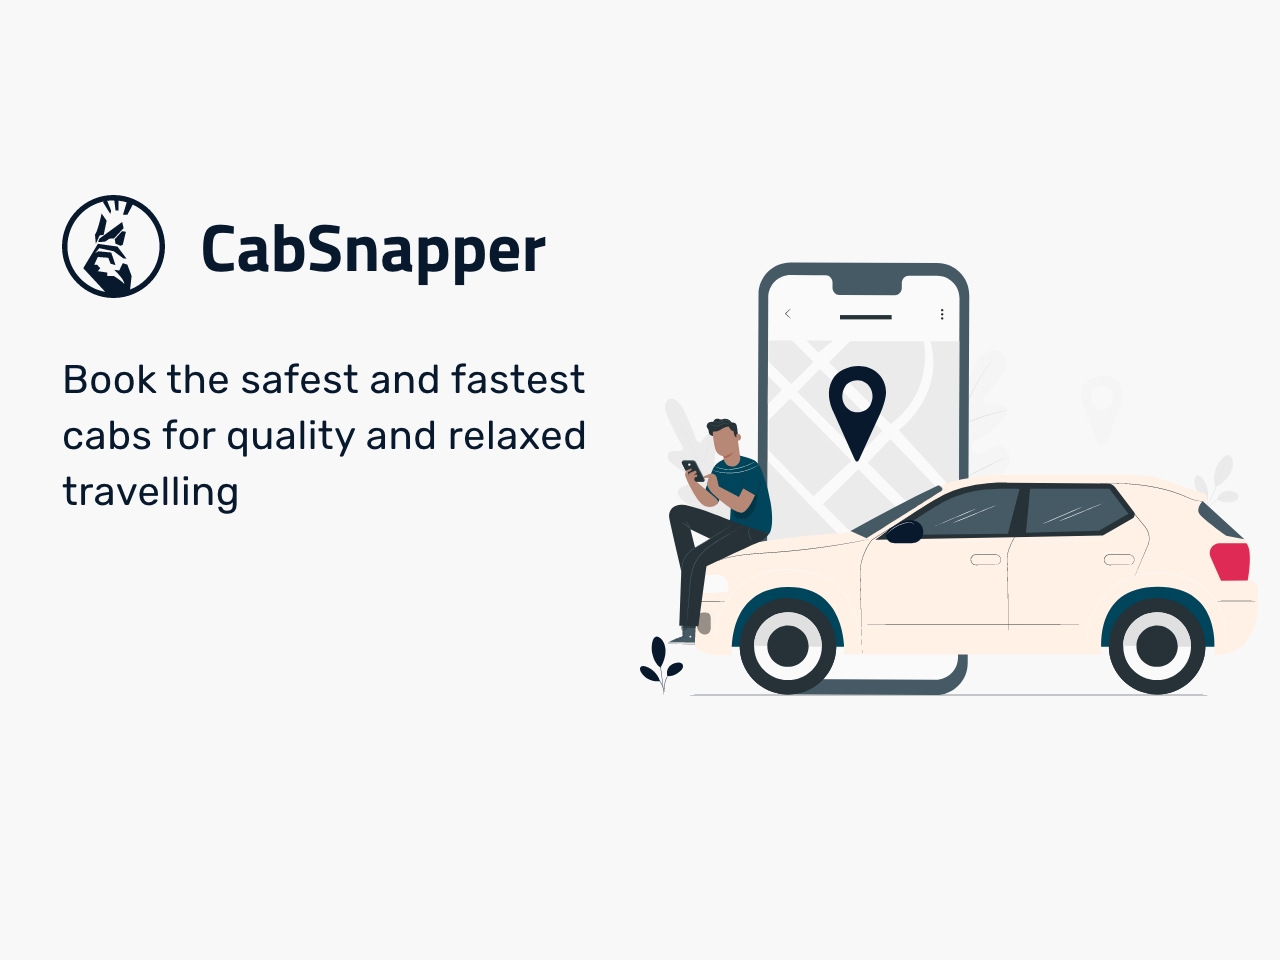 CabSnapper
Book the safest and fastest
cabs for quality and relaxed
travelling